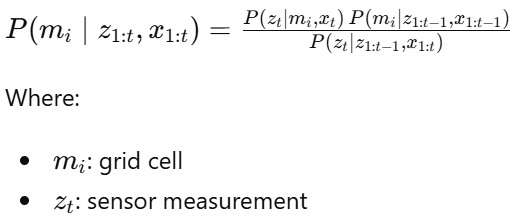 P(m_i | z_{1:t}, x_{1:t}) = \frac{P(z_t|m_i,x_t) P(m_i|z_{1:t-1},x_{1:t-1})}{P(z_t|z_{1:t-1},x_{1:t})}
Where:
• m_i: grid cell
• z_t: sensor measurement